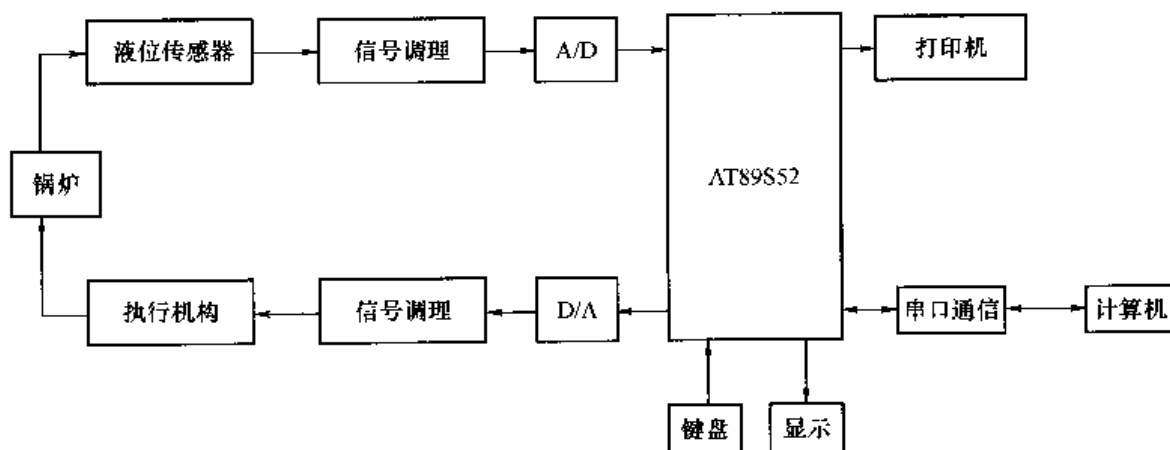 液位传感器
信号调理
A/D
打印机
锅炉
AT89S52
执行机构
信号调理
D/A
串口通信
计算机
键盘
显示